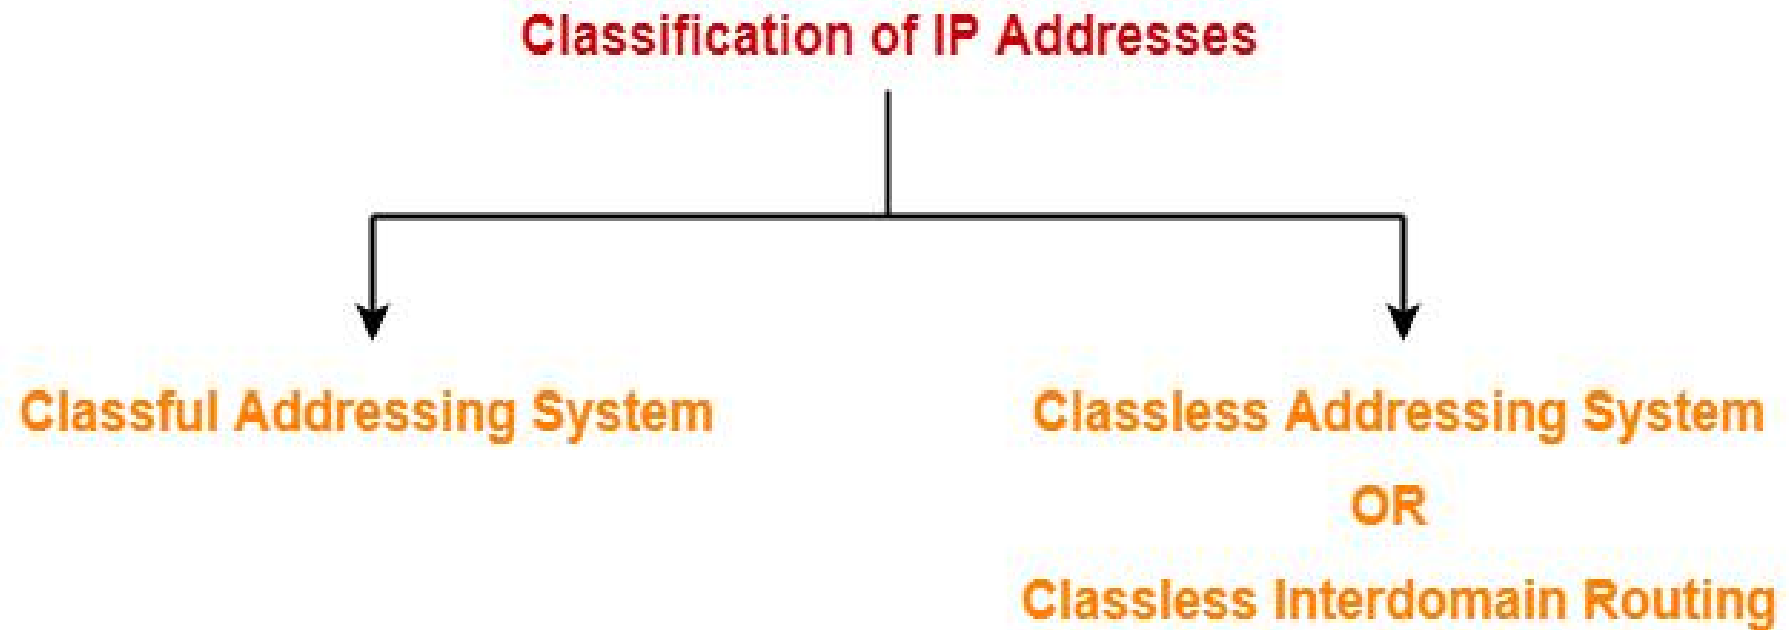 Classification of IP Addresses
Classful Addressing System
Classless Addressing System
OR
Classless Interdomain Routing